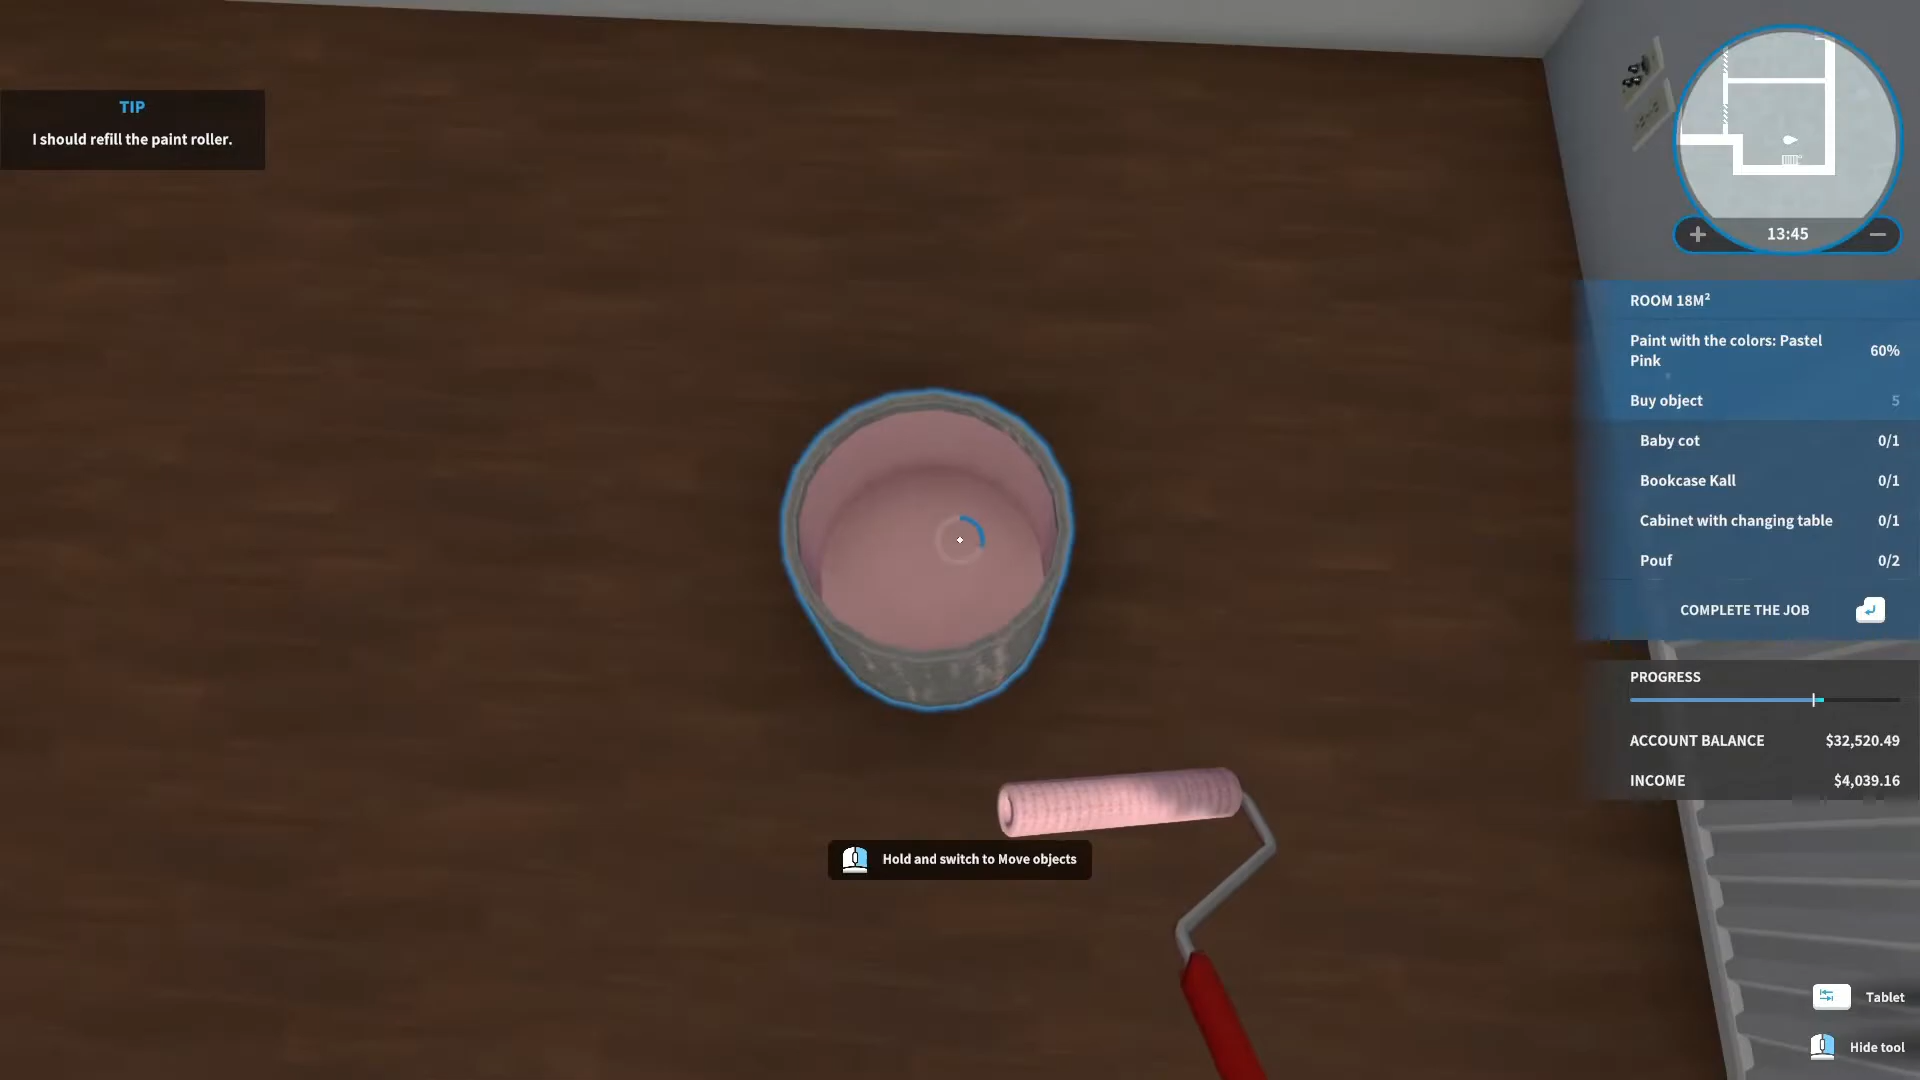 TIP
I should refill the paint roller.
13:45
ROOM 18M²
Paint with the colors: Pastel
Pink
60%
Buy object 5
Baby cot 0/1
Bookcase Kall 0/1
Cabinet with changing table 0/1
Pouf 0/2
COMPLETE THE JOB
PROGRESS
ACCOUNT BALANCE $32,520.49
INCOME $4,039.16
Hold and switch to Move objects
Tablet
Hide tool